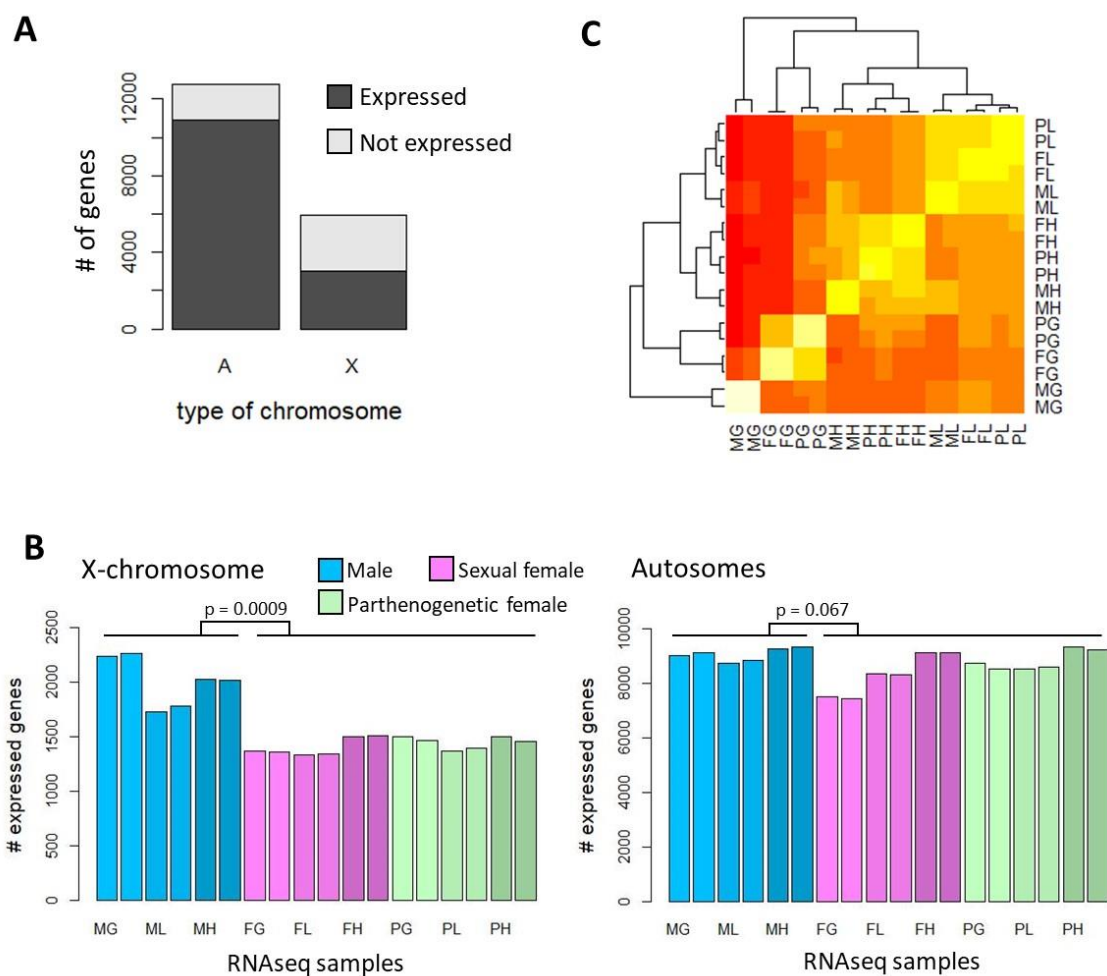 A
# of genes
0
4000
8000
12000
Expressed
Not expressed
A X
type of chromosome
C
PL
PL
FL
FL
ML
ML
FH
FH
PH
PH
MH
MH
PG
PG
FG
FG
MG
MG
MG MG FG FG PG PG MH MH PH PH FH FH ML ML FL FL PL PL
B
X-chromosome
Male
Sexual female
Parthenogenetic female
p = 0.0009
# expressed genes
2500
2000
1500
1000
500
0
MG ML MH FG FL FH PG PL PH
RNAseq samples
Autosomes
p = 0.067
# expressed genes
10000
8000
6000
4000
2000
0
MG ML MH FG FL FH PG PL PH
RNAseq samples